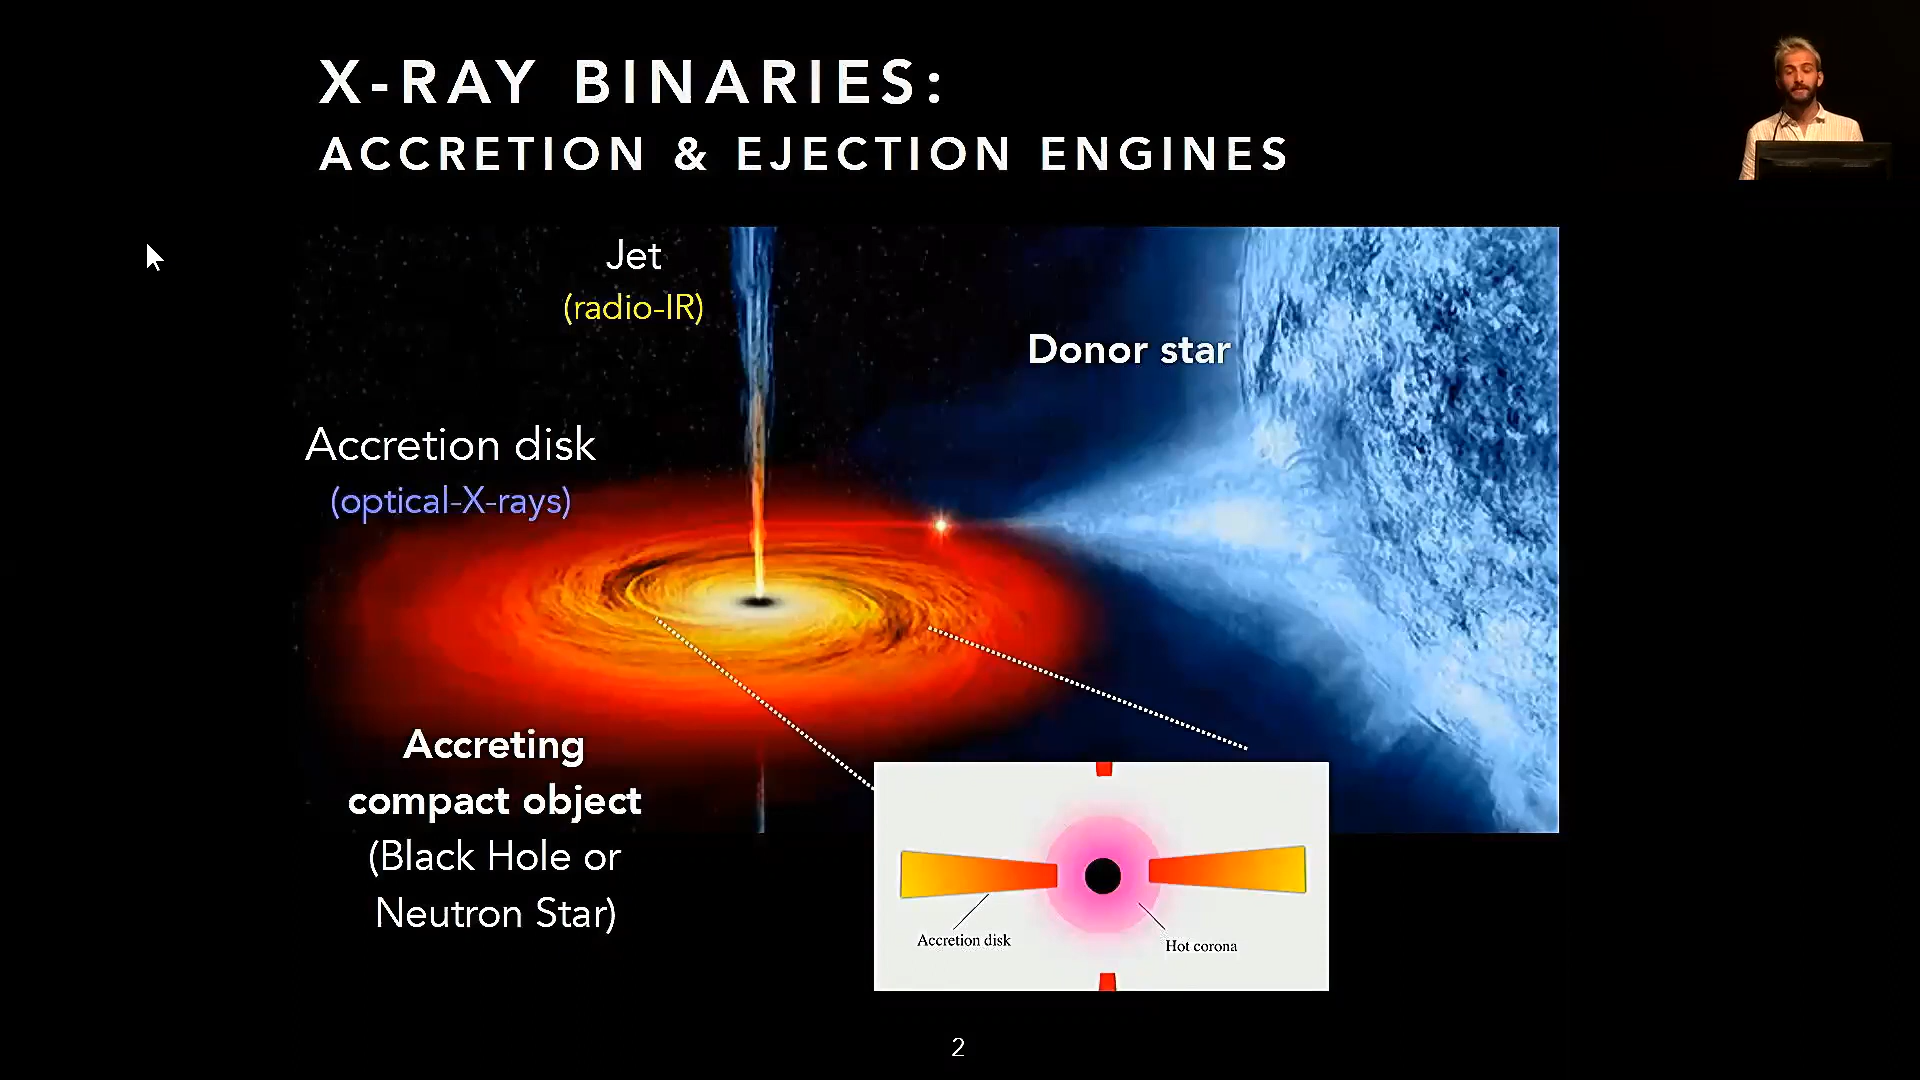 X-RAY BINARIES:
ACCRETION & EJECTION ENGINES
Jet
(radio-IR)
Donor star
Accretion disk
(optical-X-rays)
Accreting
compact object
(Black Hole or
Neutron Star)
Accretion disk
Hot corona
2